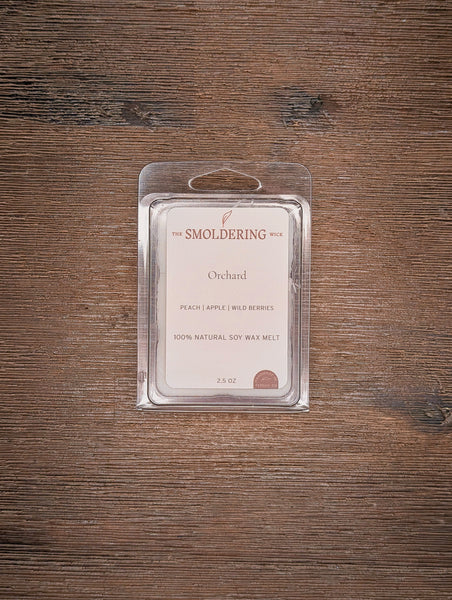 THE SMOLDERING WICK
Orchard
PEACH | APPLE | WILD BERRIES
100% NATURAL SOY WAX MELT
2.5 OZ